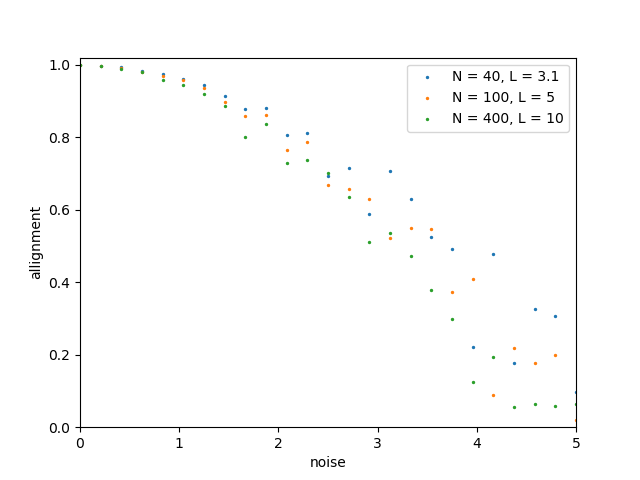 1.0
0.8
0.6
0.4
0.2
0.0
allignment
0
1
2
3
4
5
noise
N = 40, L = 3.1
N = 100, L = 5
N = 400, L = 10